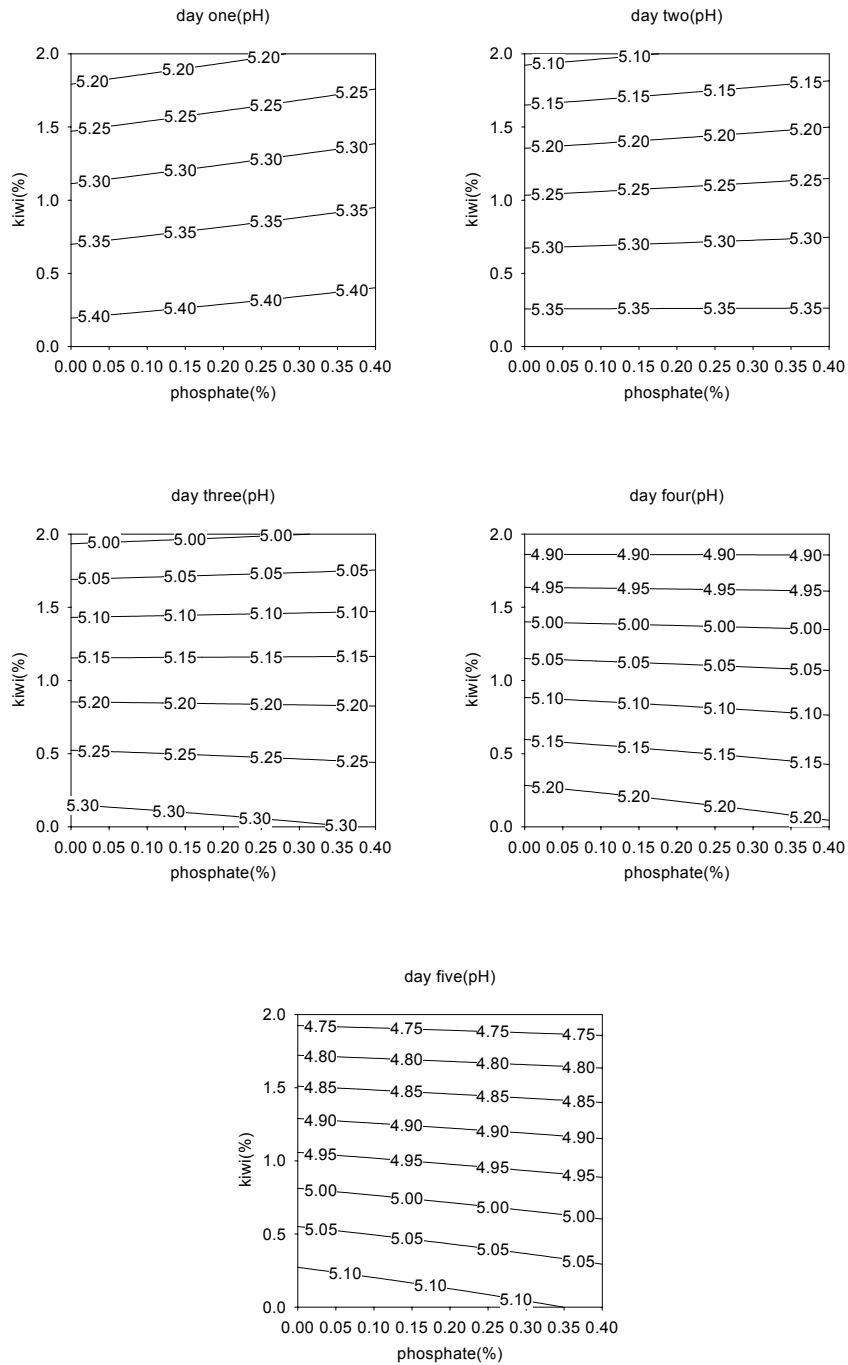 day one(pH)
2.0
1.5
1.0
0.5
0.0
kiwi(%)
5.20 5.20 5.20
5.25 5.25 5.25 5.25
5.30 5.30 5.30 5.30
5.35 5.35 5.35 5.35
5.40 5.40 5.40 5.40
0.00 0.05 0.10 0.15 0.20 0.25 0.30 0.35 0.40
phosphate(%)
day two(pH)
2.0
1.5
1.0
0.5
0.0
kiwi(%)
5.10 5.10
5.15 5.15 5.15 5.15
5.20 5.20 5.20 5.20
5.25 5.25 5.25 5.25
5.30 5.30 5.30 5.30
5.35 5.35 5.35 5.35
0.00 0.05 0.10 0.15 0.20 0.25 0.30 0.35 0.40
phosphate(%)
day three(pH)
2.0
1.5
1.0
0.5
0.0
kiwi(%)
5.00 5.00 5.00
5.05 5.05 5.05 5.05
5.10 5.10 5.10 5.10
5.15 5.15 5.15 5.15
5.20 5.20 5.20 5.20
5.25 5.25 5.25 5.25
5.30 5.30 5.30 5.30
0.00 0.05 0.10 0.15 0.20 0.25 0.30 0.35 0.40
phosphate(%)
day four(pH)
2.0
1.5
1.0
0.5
0.0
kiwi(%)
4.90 4.90 4.90 4.90
4.95 4.95 4.95 4.95
5.00 5.00 5.00 5.00
5.05 5.05 5.05 5.05
5.10 5.10 5.10 5.10
5.15 5.15 5.15 5.15
5.20 5.20 5.20 5.20
0.00 0.05 0.10 0.15 0.20 0.25 0.30 0.35 0.40
phosphate(%)
day five(pH)
2.0
1.5
1.0
0.5
0.0
kiwi(%)
4.75 4.75 4.75 4.75
4.80 4.80 4.80 4.80
4.85 4.85 4.85 4.85
4.90 4.90 4.90 4.90
4.95 4.95 4.95 4.95
5.00 5.00 5.00 5.00
5.05 5.05 5.05 5.05
5.10 5.10 5.10
0.00 0.05 0.10 0.15 0.20 0.25 0.30 0.35 0.40
phosphate(%)